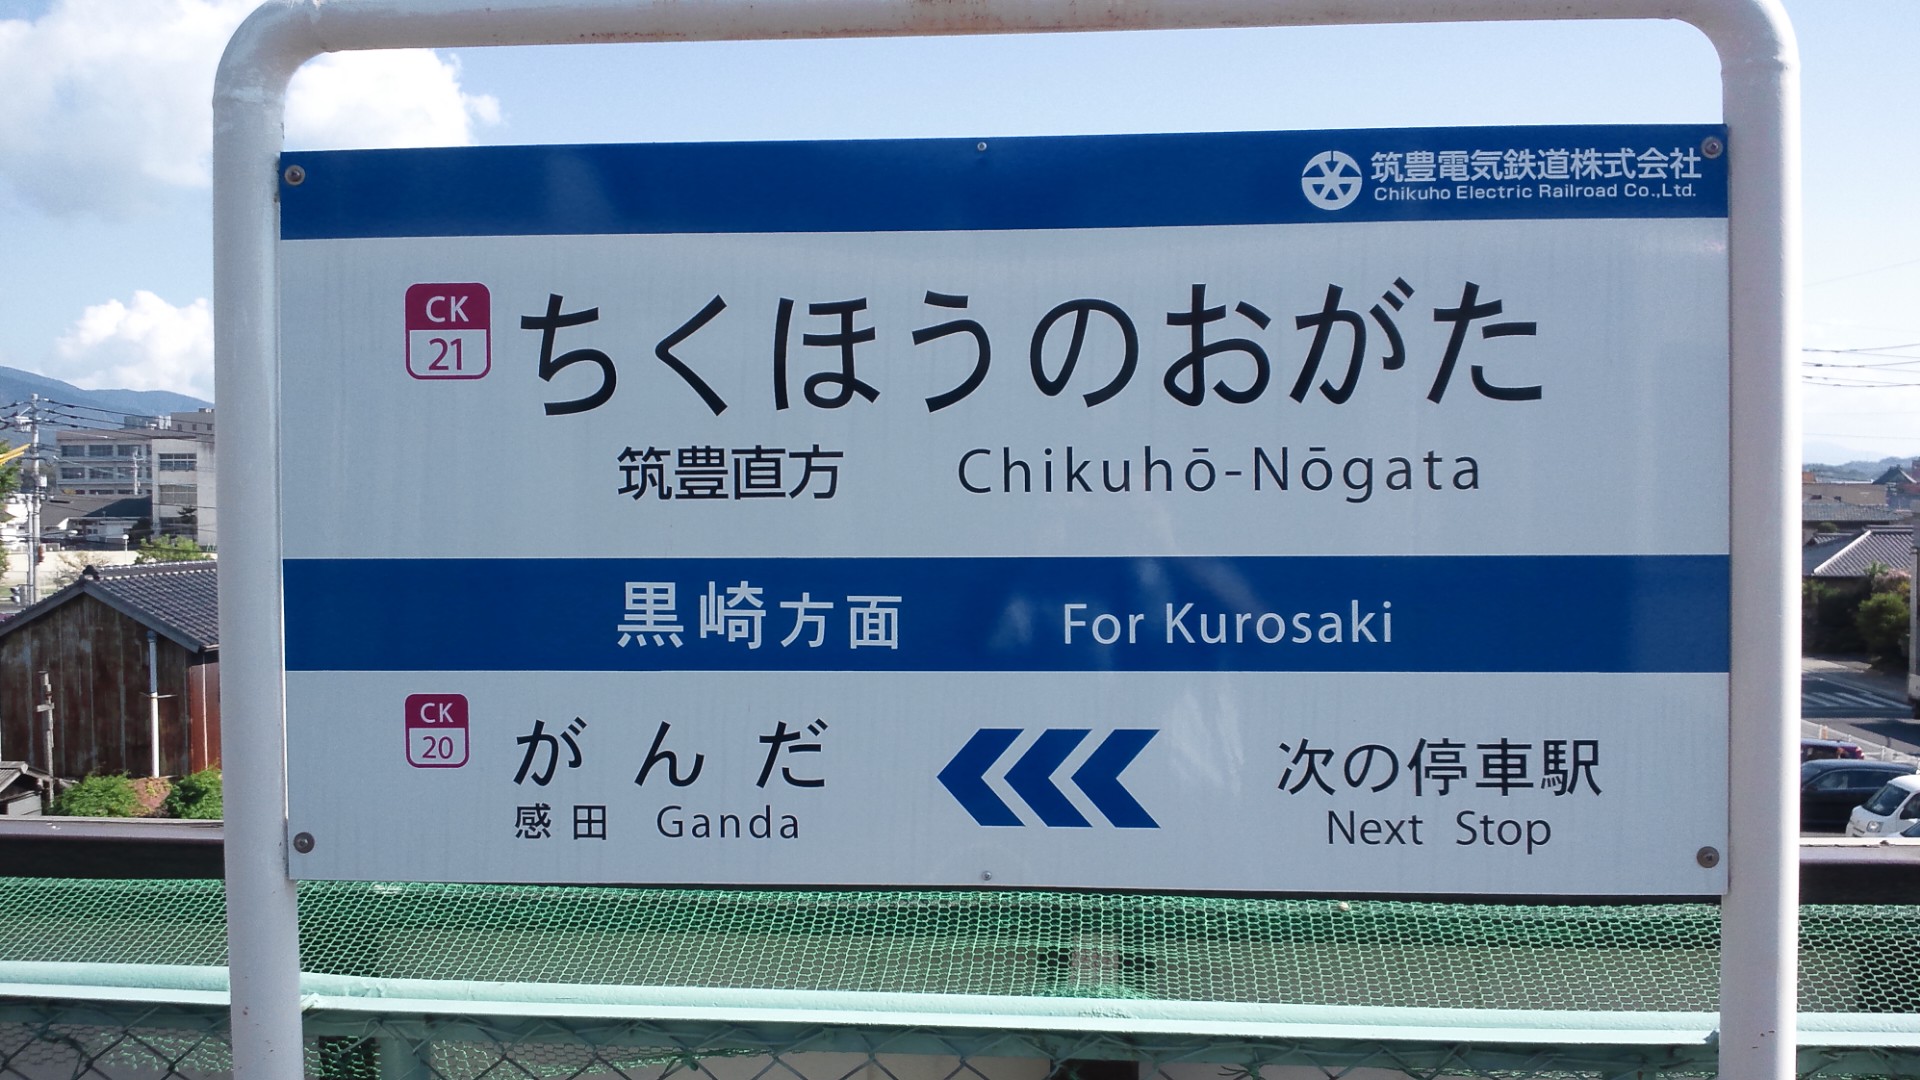 筑豊電気鉄道株式会社
Chikuho Electric Railroad Co.,Ltd.
CK
21
ちくほうのおがた
筑豊直方 Chikuhō-Nōgata
黒崎方面 For Kurosaki
CK
20
がんだ
感田 Ganda
次の停車駅
Next Stop